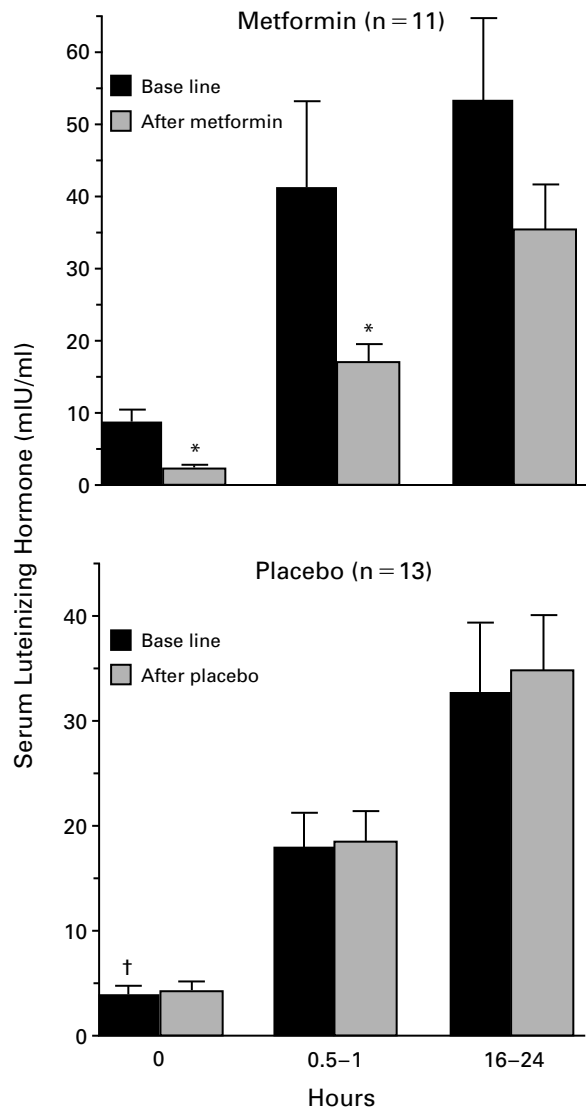 Serum Luteinizing Hormone (mIU/ml)
Metformin (n = 11)
Base line
After metformin
60
50
40
30
20
10
0
*
*
Placebo (n = 13)
Base line
After placebo
40
30
20
10
0
†
0 0.5–1 16–24
Hours